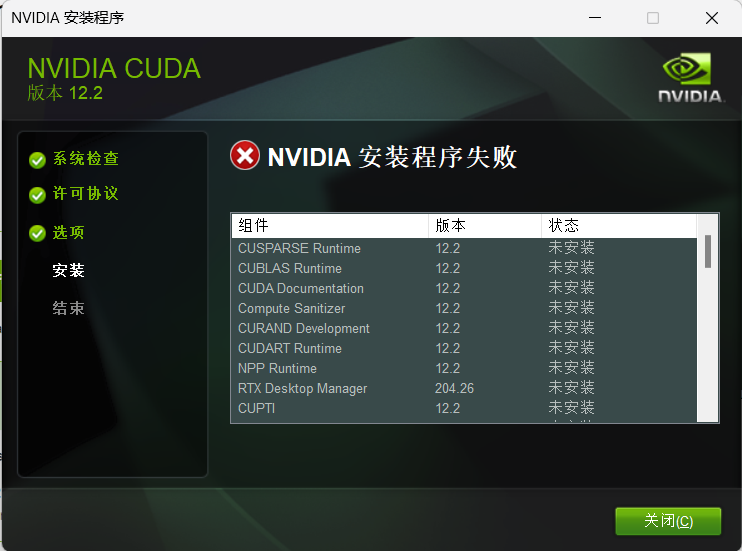 NVIDIA 安装程序
NVIDIA CUDA
版本 12.2
NVIDIA.
系统检查
许可协议
选项
安装
结束
NVIDIA 安装程序失败
组件 版本 状态
CUSPARSE Runtime 12.2 未安装
CUBLAS Runtime 12.2 未安装
CUDA Documentation 12.2 未安装
Compute Sanitizer 12.2 未安装
CURAND Development 12.2 未安装
CUDART Runtime 12.2 未安装
NPP Runtime 12.2 未安装
RTX Desktop Manager 204.26 未安装
CUPTI 12.2 未安装
关闭(C)